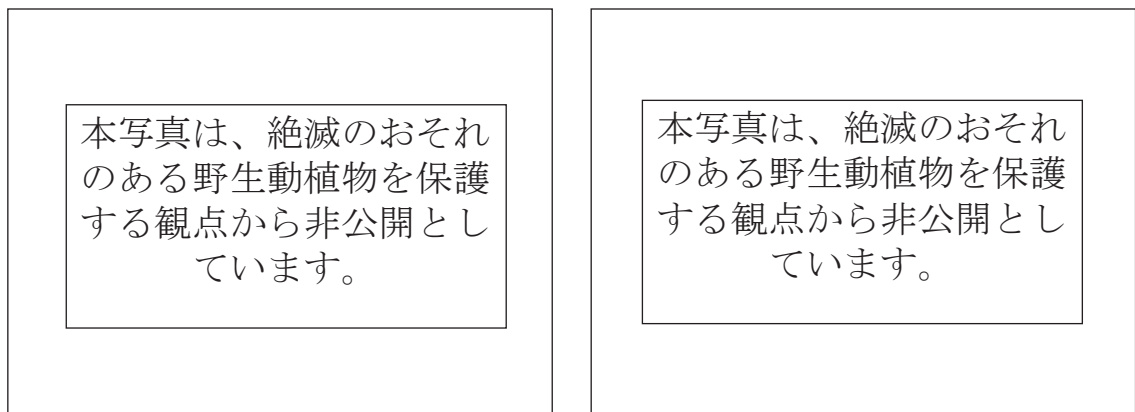 本写真は、絶滅のおそれ
のある野生動植物を保護
する観点から非公開とし
ています。
本写真は、絶滅のおそれ
のある野生動植物を保護
する観点から非公開とし
ています。